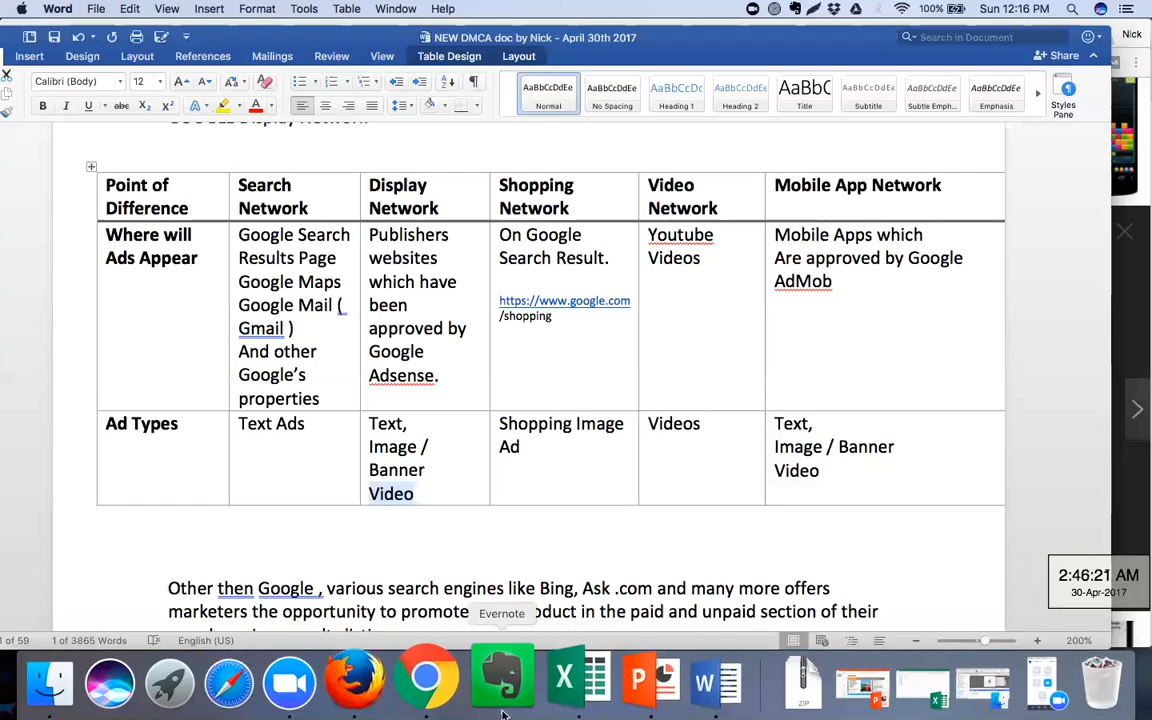 Word File Edit View Insert Format Tools Table Window Help 100% Sun 12:16 PM
NEW DMCA doc by Nick - April 30th 2017 Search in Document Nick
Insert Design Layout References Mailings Review View Table Design Layout Share
Calibri (Body) 12
AaBbCcDdEe Normal
AaBbCcDdEe No Spacing
AaBbCcDc Heading 1
AaBbCcDdEe Heading 2
AaBbCcDc Title
AaBbCcDdEe Subtitle
AaBbCcDdEe Subtle Emph...
AaBbCcDdEe Emphasis
Styles
Pane
Point of
Difference
Search
Network
Display
Network
Shopping
Network
Video
Network
Mobile App Network
Where will
Ads Appear
Google Search
Results Page
Google Maps
Google Mail (
Gmail )
And other
Google's
properties
Publishers
websites
which have
been
approved by
Google
Adsense.
On Google
Search Result.
https://www.google.com
/shopping
Youtube
Videos
Mobile Apps which
Are approved by Google
AdMob
Ad Types
Text Ads
Text,
Image /
Banner
Video
Shopping Image
Ad
Videos
Text,
Image / Banner
Video
2:46:21 AM
30-Apr-2017
Other then Google , various search engines like Bing, Ask .com and many more offers
marketers the opportunity to promote in the paid and unpaid section of their
Evernote
1 of 59 1 of 3865 Words English (US) 200%
ZIP